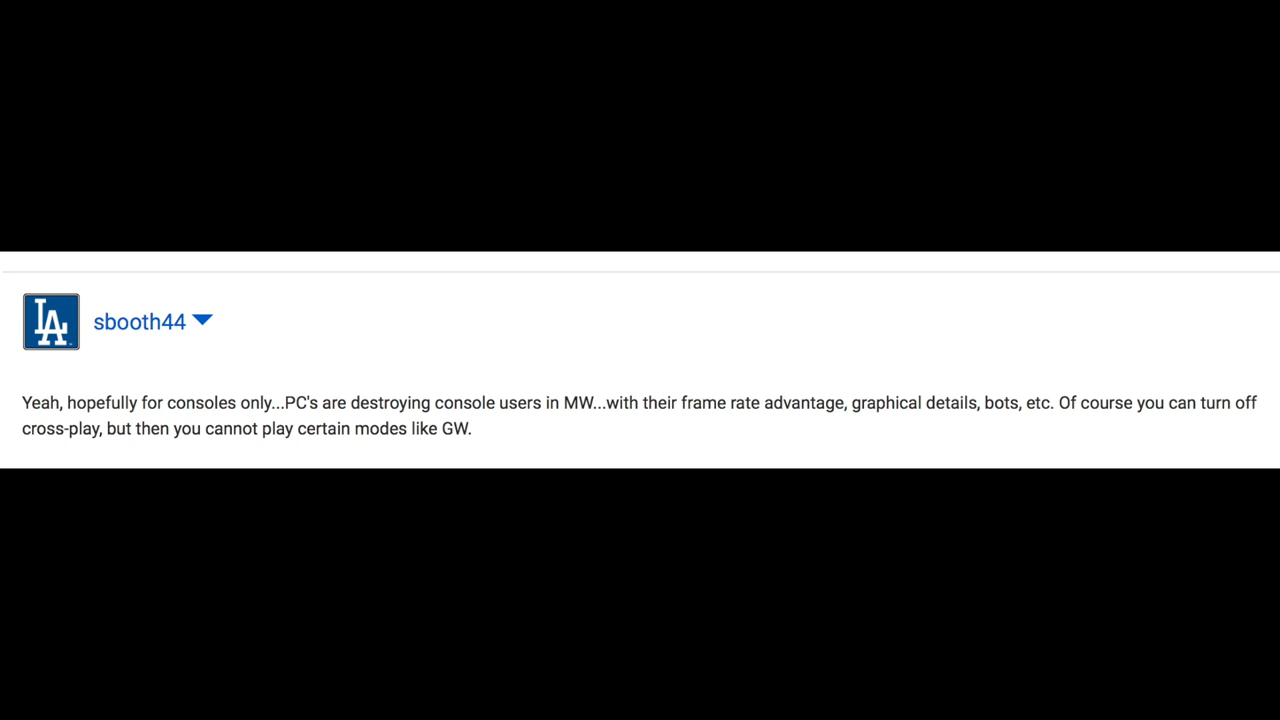 LA
sbooth44
Yeah, hopefully for consoles only...PC's are destroying console users in MW...with their frame rate advantage, graphical details, bots, etc. Of course you can turn off
cross-play, but then you cannot play certain modes like GW.